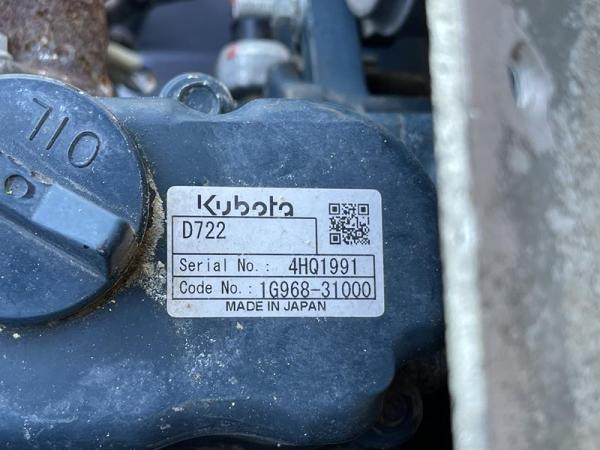 OIL
Kubota
D722
Serial No.: 4HQ1991
Code No.: 1G968-31000
MADE IN JAPAN